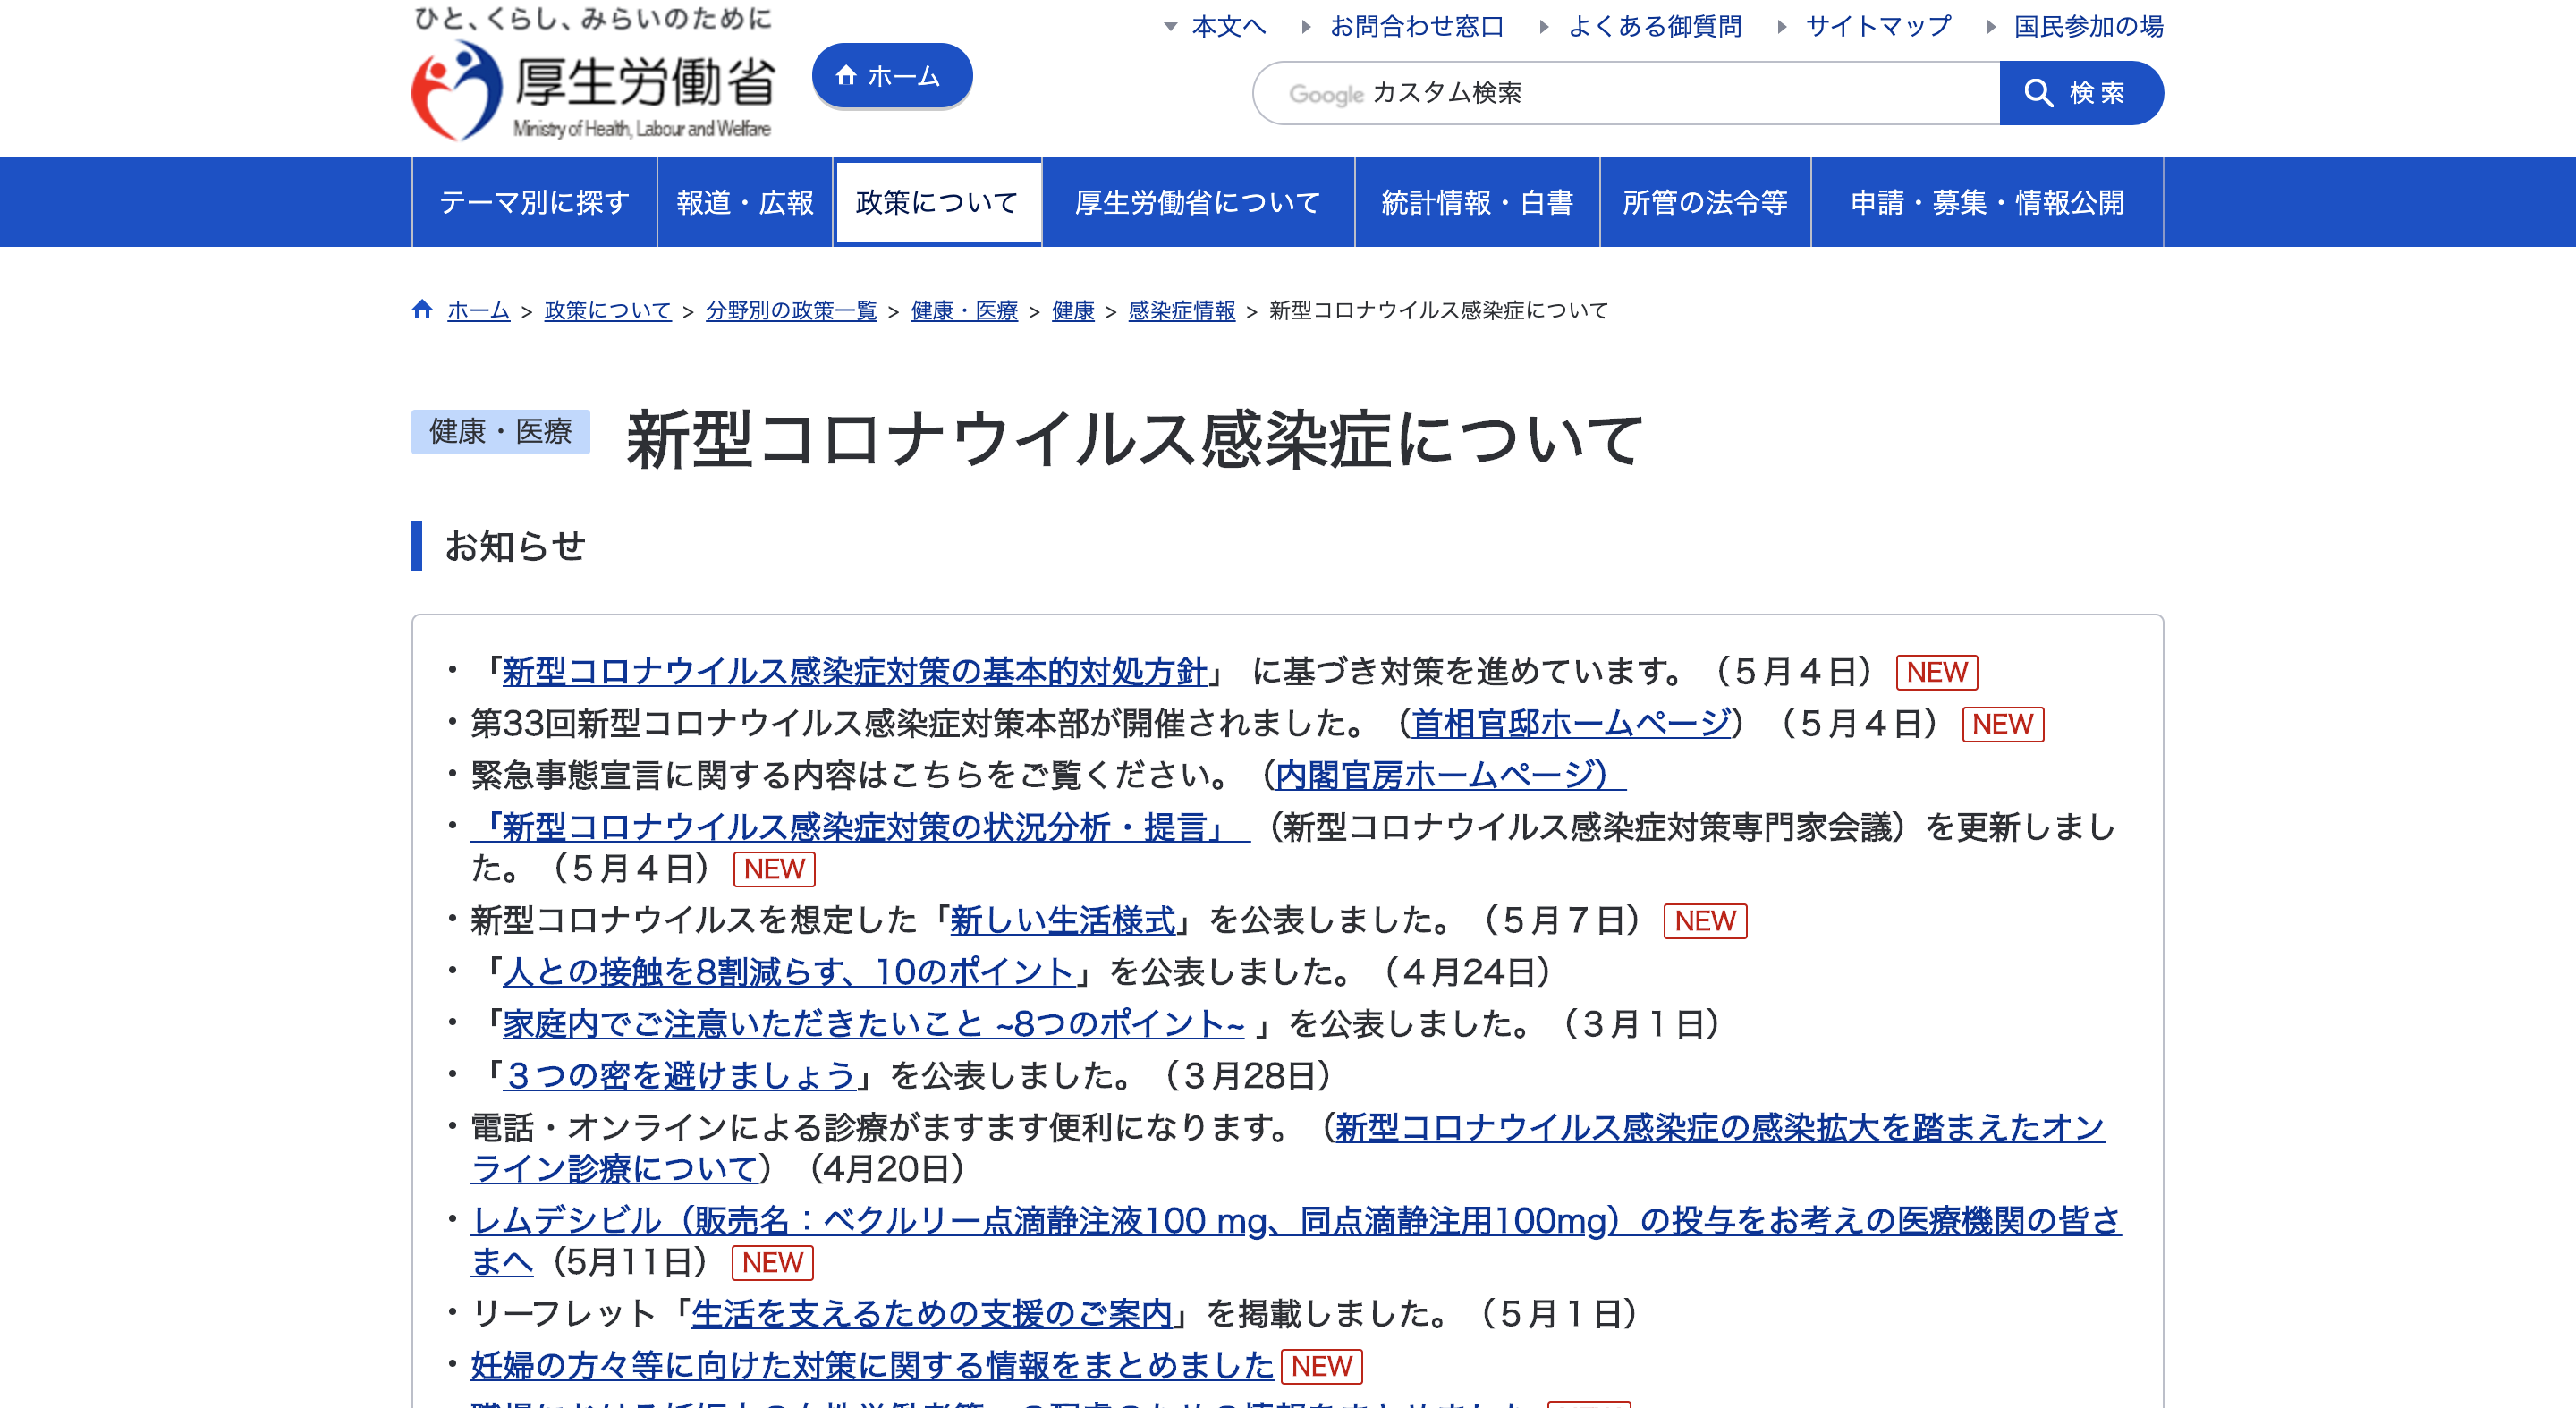 ひと、くらし、みらいのために
厚生労働省
Ministry of Health, Labour and Welfare
ホーム
本文へ お問合わせ窓口 よくある御質問 サイトマップ 国民参加の場
Google カスタム検索 検索
テーマ別に探す 報道・広報 政策について 厚生労働省について 統計情報・白書 所管の法令等 申請・募集・情報公開
ホーム > 政策について > 分野別の政策一覧 > 健康・医療 > 健康 > 感染症情報 > 新型コロナウイルス感染症について
健康・医療 新型コロナウイルス感染症について
お知らせ
・「新型コロナウイルス感染症対策の基本的対処方針」 に基づき対策を進めています。（５月４日） NEW
・第33回新型コロナウイルス感染症対策本部が開催されました。（首相官邸ホームページ）（５月４日） NEW
・緊急事態宣言に関する内容はこちらをご覧ください。（内閣官房ホームページ）
・「新型コロナウイルス感染症対策の状況分析・提言」 （新型コロナウイルス感染症対策専門家会議）を更新しまし
た。（５月４日） NEW
・新型コロナウイルスを想定した「新しい生活様式」を公表しました。（５月７日） NEW
・「人との接触を8割減らす、10のポイント」を公表しました。（４月24日）
・「家庭内でご注意いただきたいこと ~8つのポイント~ 」を公表しました。（３月１日）
・「３つの密を避けましょう」を公表しました。（３月28日）
・電話・オンラインによる診療がますます便利になります。（新型コロナウイルス感染症の感染拡大を踏まえたオン
ライン診療について）（4月20日）
・レムデシビル（販売名：ベクルリー点滴静注液100 mg、同点滴静注用100mg）の投与をお考えの医療機関の皆さ
まへ（5月11日） NEW
・リーフレット「生活を支えるための支援のご案内」を掲載しました。（５月１日）
・妊婦の方々等に向けた対策に関する情報をまとめました NEW